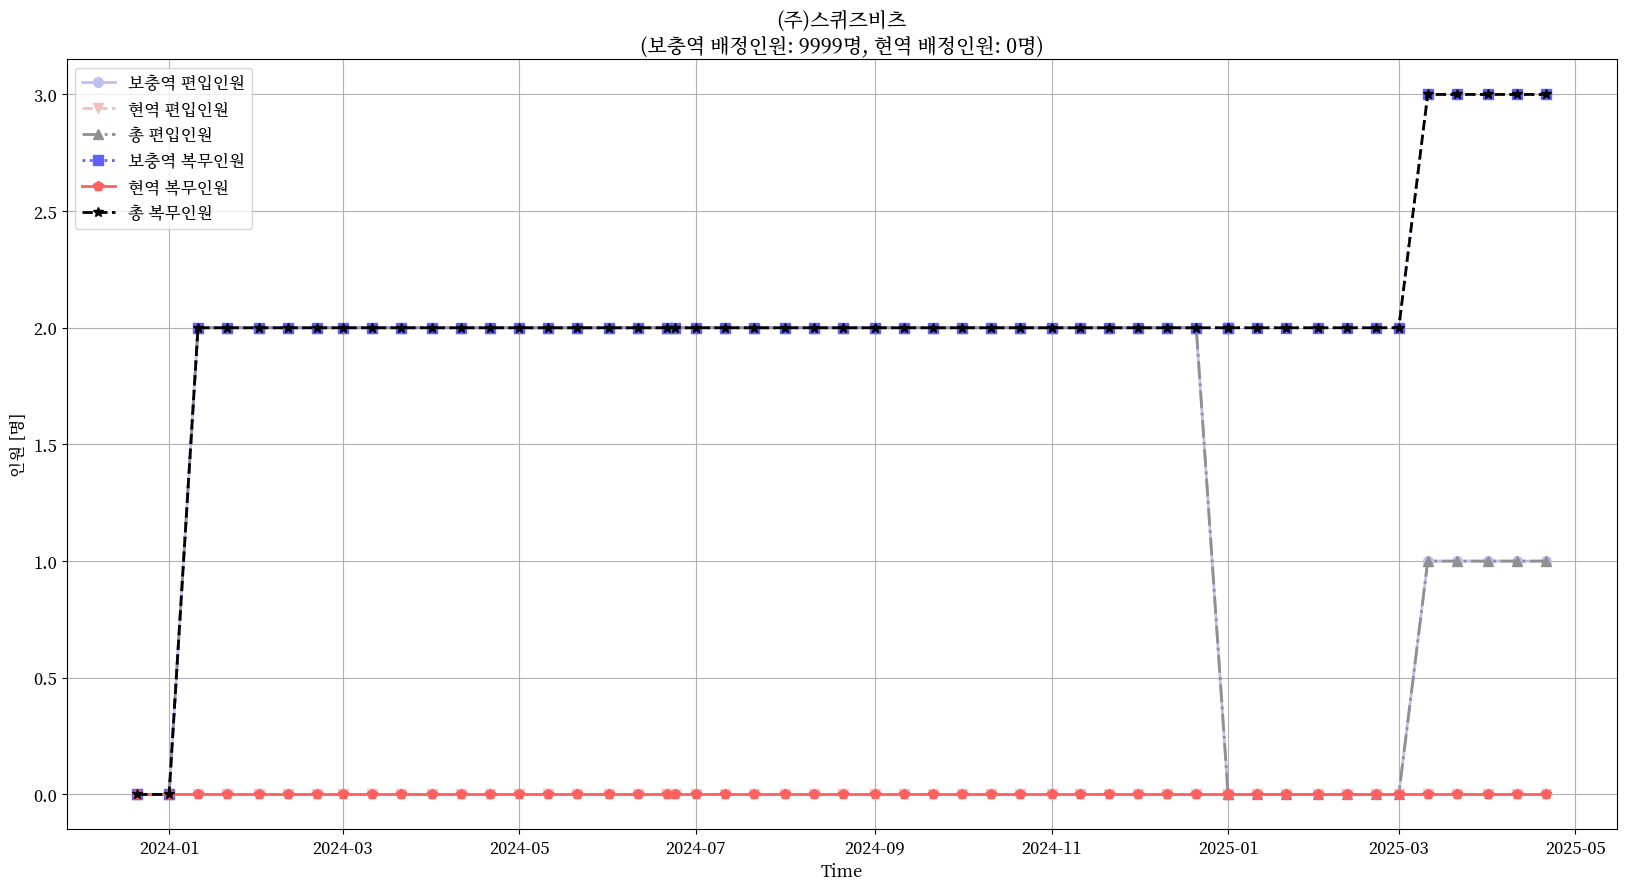 (주)스퀴즈비츠
(보충역 배정인원: 9999명, 현역 배정인원: 0명)
보충역 편입인원
현역 편입인원
총 편입인원
보충역 복무인원
현역 복무인원
총 복무인원
인원 [명]
3.0
2.5
2.0
1.5
1.0
0.5
0.0
2024-01
2024-03
2024-05
2024-07
2024-09
2024-11
2025-01
2025-03
2025-05
Time